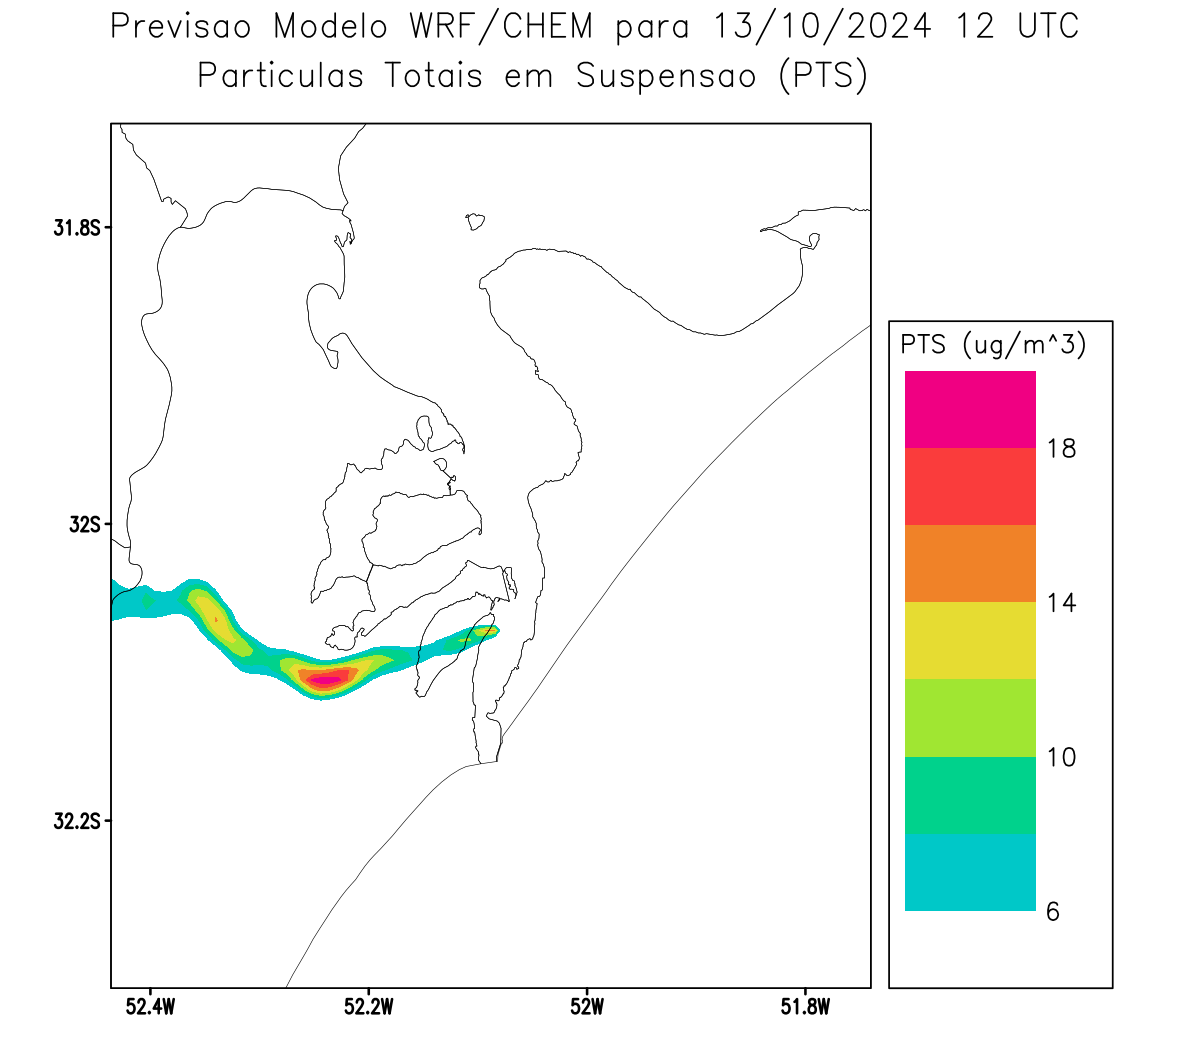 Previsao Modelo WRF/CHEM para 13/10/2024 12 UTC
Particulas Totais em Suspensao (PTS)
31.8S
32S
32.2S
52.4W
52.2W
52W
51.8W
PTS (ug/m^3)
18
14
10
6